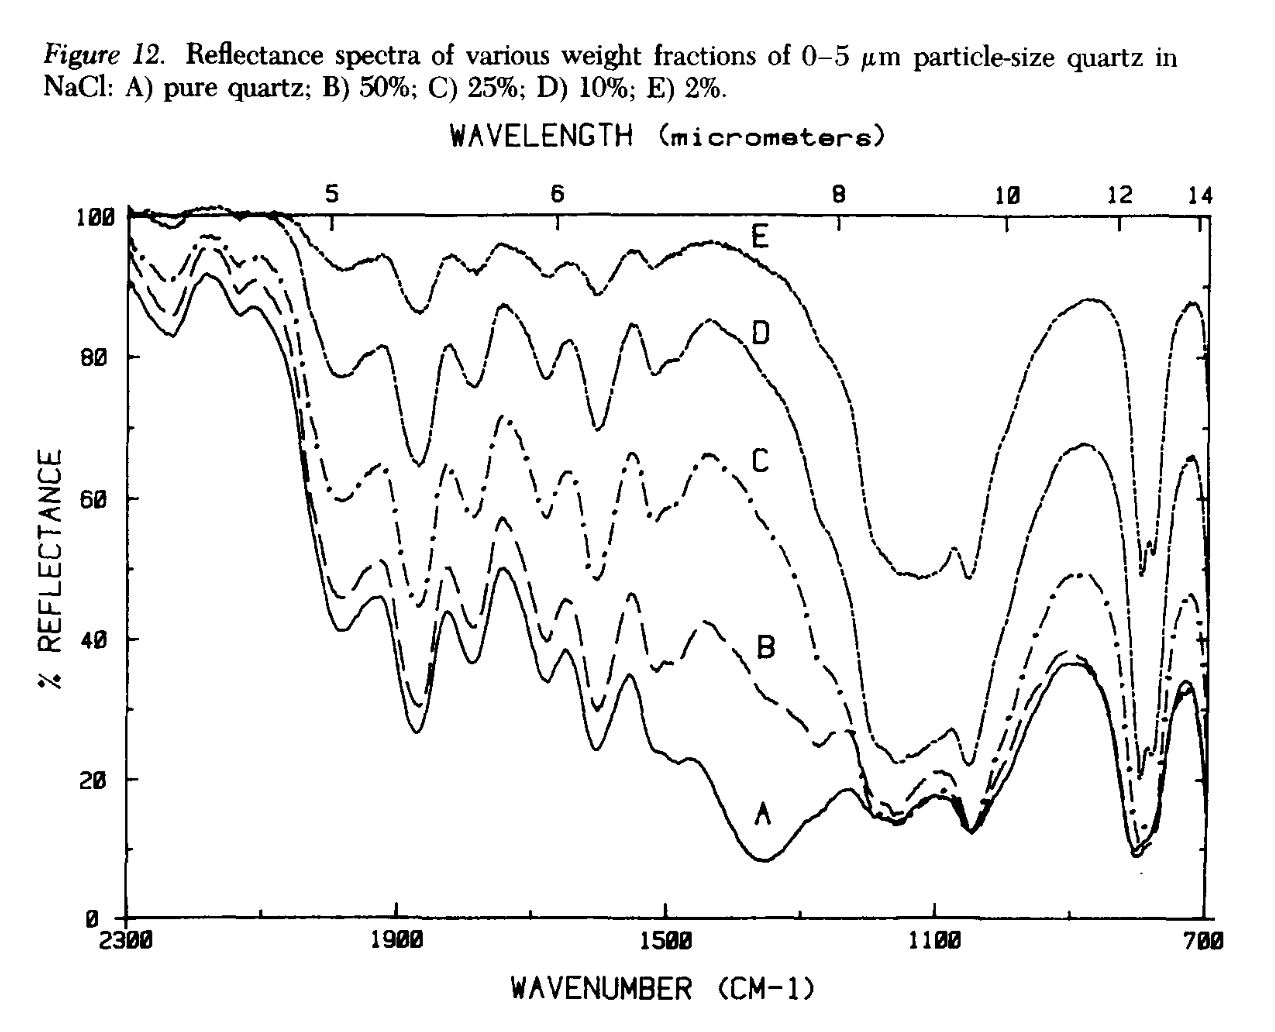 Figure 12. Reflectance spectra of various weight fractions of 0–5 μm particle-size quartz in
NaCl: A) pure quartz; B) 50%; C) 25%; D) 10%; E) 2%.
WAVELENGTH (micrometers)
5 6 8 10 12 14
100
80
60
40
20
0
% REFLECTANCE
E
D
C
B
A
2300 1900 1500 1100 700
WAVENUMBER (CM-1)